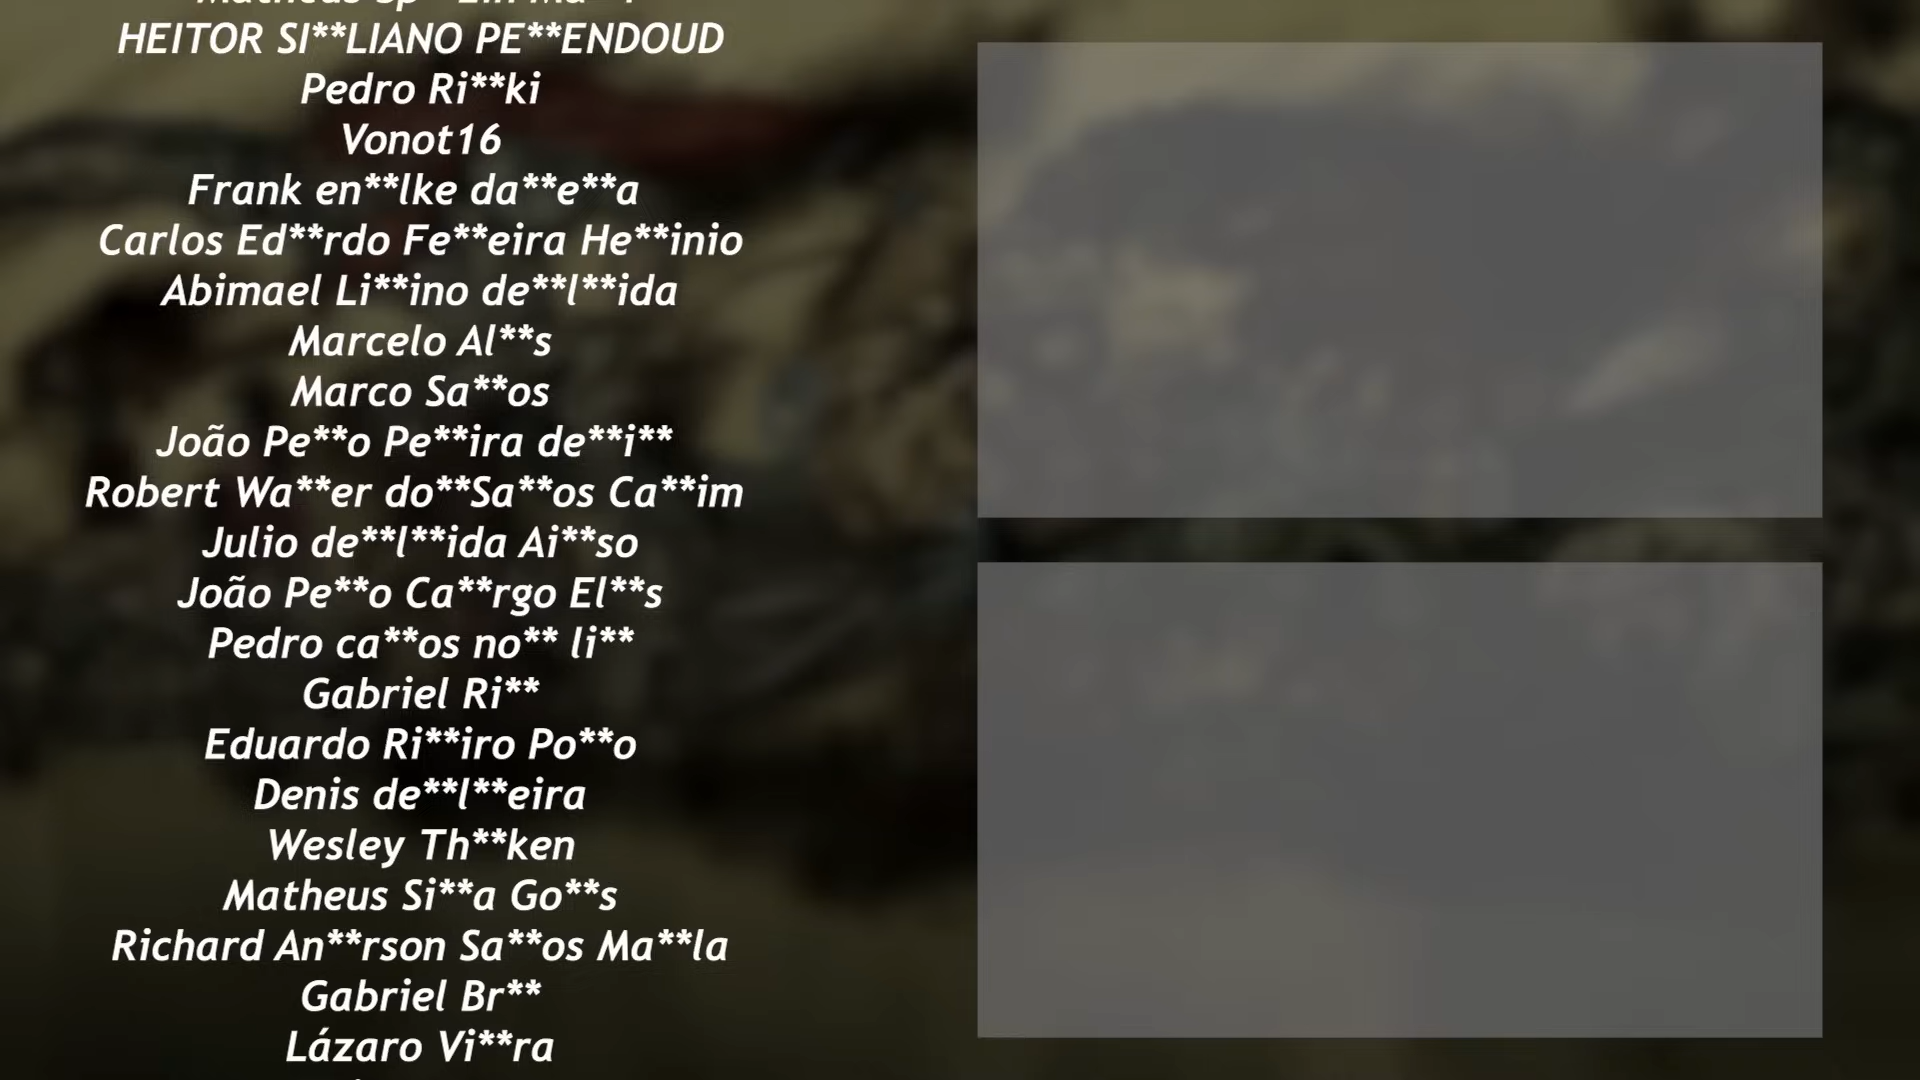 HEITOR SI**LIANO PE**ENDOUD
Pedro Ri**ki
Vonot16
Frank en**lke da**e**a
Carlos Ed**rdo Fe**eira He**inio
Abimael Li**ino de**l**ida
Marcelo Al**s
Marco Sa**os
João Pe**o Pe**ira de**i**
Robert Wa**er do**Sa**os Ca**im
Julio de**l**ida Ai**so
João Pe**o Ca**rgo El**s
Pedro ca**os no** li**
Gabriel Ri**
Eduardo Ri**iro Po**o
Denis de**l**eira
Wesley Th**ken
Matheus Si**a Go**s
Richard An**rson Sa**os Ma**la
Gabriel Br**
Lázaro Vi**ra